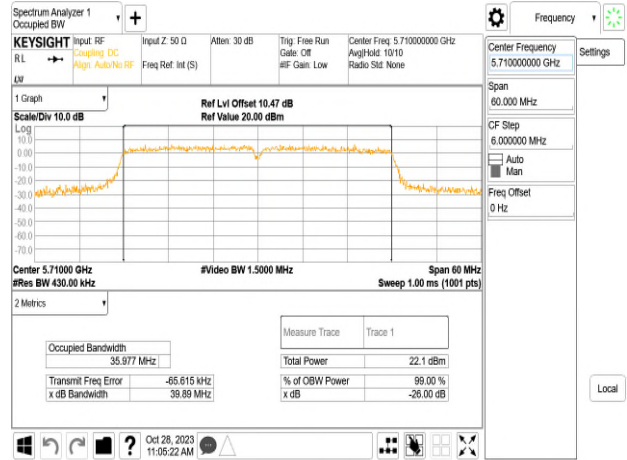 Spectrum Analyzer 1
Occupied BW
Frequency
KEYSIGHT
RL
Input: RF
Coupling: DC
Align: Auto/No RF
Input Z: 50 Ω
Freq Ref: Int (S)
Atten: 30 dB
Trig: Free Run
Gate: Off
#IF Gain: Low
Center Freq: 5.710000000 GHz
Avg|Hold: 10/10
Radio Std: None
Center Frequency
5.710000000 GHz
Settings
Span
60.000 MHz
CF Step
6.000000 MHz
Auto
Man
Freq Offset
0 Hz
Local
1 Graph
Scale/Div 10.0 dB
Ref Lvl Offset 10.47 dB
Ref Value 20.00 dBm
Log
10.0
0.00
-10.0
-20.0
-30.0
-40.0
-50.0
-60.0
-70.0
Center 5.71000 GHz
#Res BW 430.00 kHz
#Video BW 1.5000 MHz
Span 60 MHz
Sweep 1.00 ms (1001 pts)
2 Metrics
Measure Trace Trace 1
Occupied Bandwidth
35.977 MHz
Total Power 22.1 dBm
Transmit Freq Error -65.615 kHz
% of OBW Power 99.00 %
x dB Bandwidth 39.89 MHz
x dB -26.00 dB
?
Oct 28, 2023
11:05:22 AM